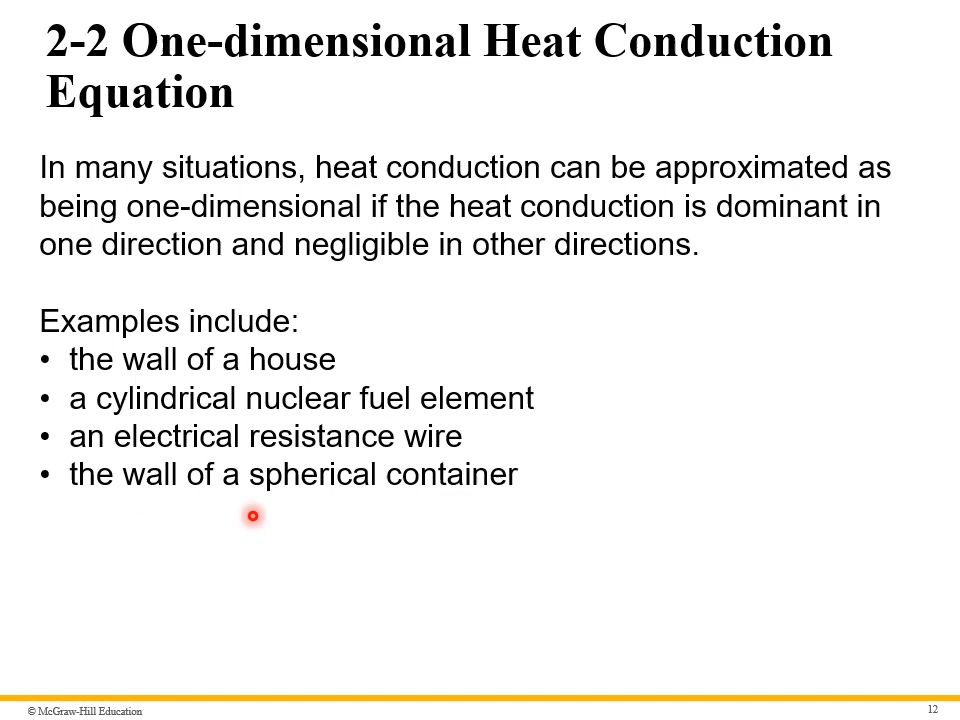 2-2 One-dimensional Heat Conduction
Equation
In many situations, heat conduction can be approximated as
being one-dimensional if the heat conduction is dominant in
one direction and negligible in other directions.
Examples include:
• the wall of a house
• a cylindrical nuclear fuel element
• an electrical resistance wire
• the wall of a spherical container
© McGraw-Hill Education
12